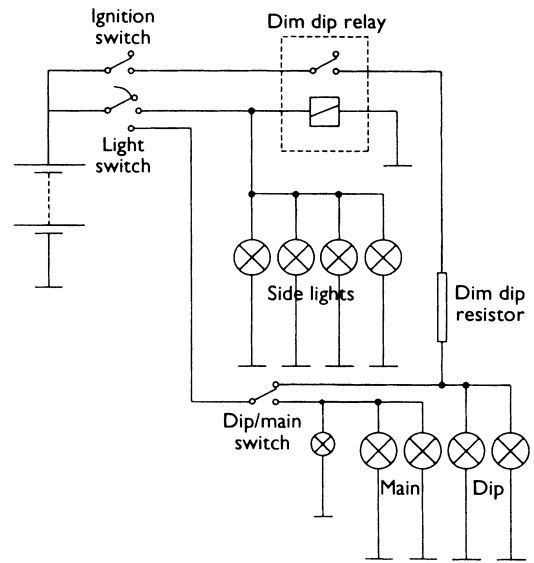 Ignition
switch
Dim dip relay
Light
switch
Side lights
Dim dip
resistor
Dip/main
switch
Main
Dip